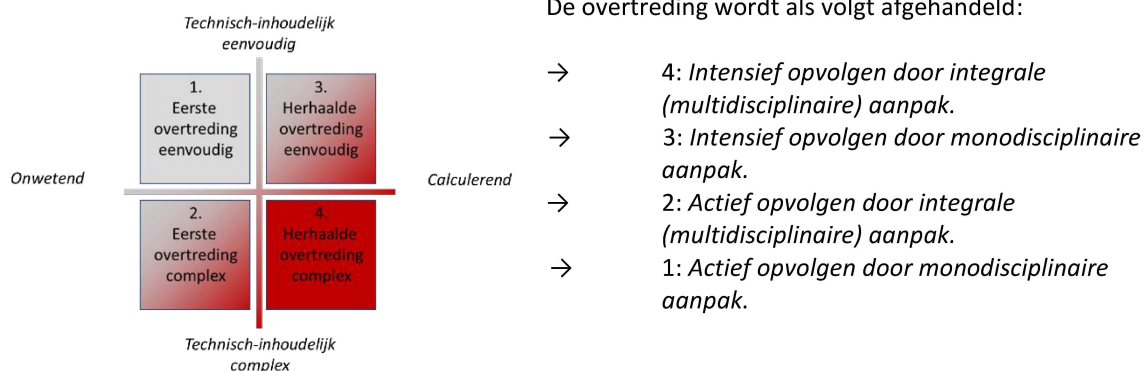 Technisch-inhoudelijk
eenvoudig
1.
Eerste
overtreding
eenvoudig
3.
Herhaalde
overtreding
eenvoudig
Onwetend
Calculerend
2.
Eerste
overtreding
complex
4.
Herhaalde
overtreding
complex
Technisch-inhoudelijk
complex
De overtreding wordt als volgt afgehandeld:
→ 4: Intensief opvolgen door integrale
(multidisciplinaire) aanpak.
→ 3: Intensief opvolgen door monodisciplinaire
aanpak.
→ 2: Actief opvolgen door integrale
(multidisciplinaire) aanpak.
→ 1: Actief opvolgen door monodisciplinaire
aanpak.